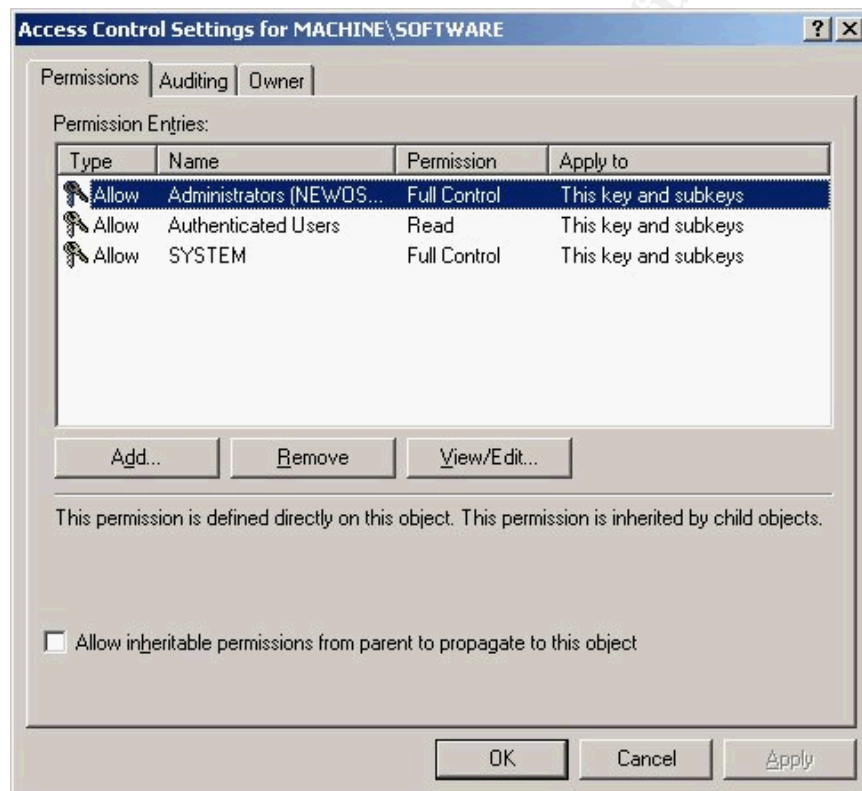 Access Control Settings for MACHINE\SOFTWARE
Permissions Auditing Owner
Permission Entries:
Type Name Permission Apply to
Allow Administrators (NEWOS... Full Control This key and subkeys
Allow Authenticated Users Read This key and subkeys
Allow SYSTEM Full Control This key and subkeys
Add... Remove View/Edit...
This permission is defined directly on this object. This permission is inherited by child objects.
Allow inheritable permissions from parent to propagate to this object
OK Cancel Apply